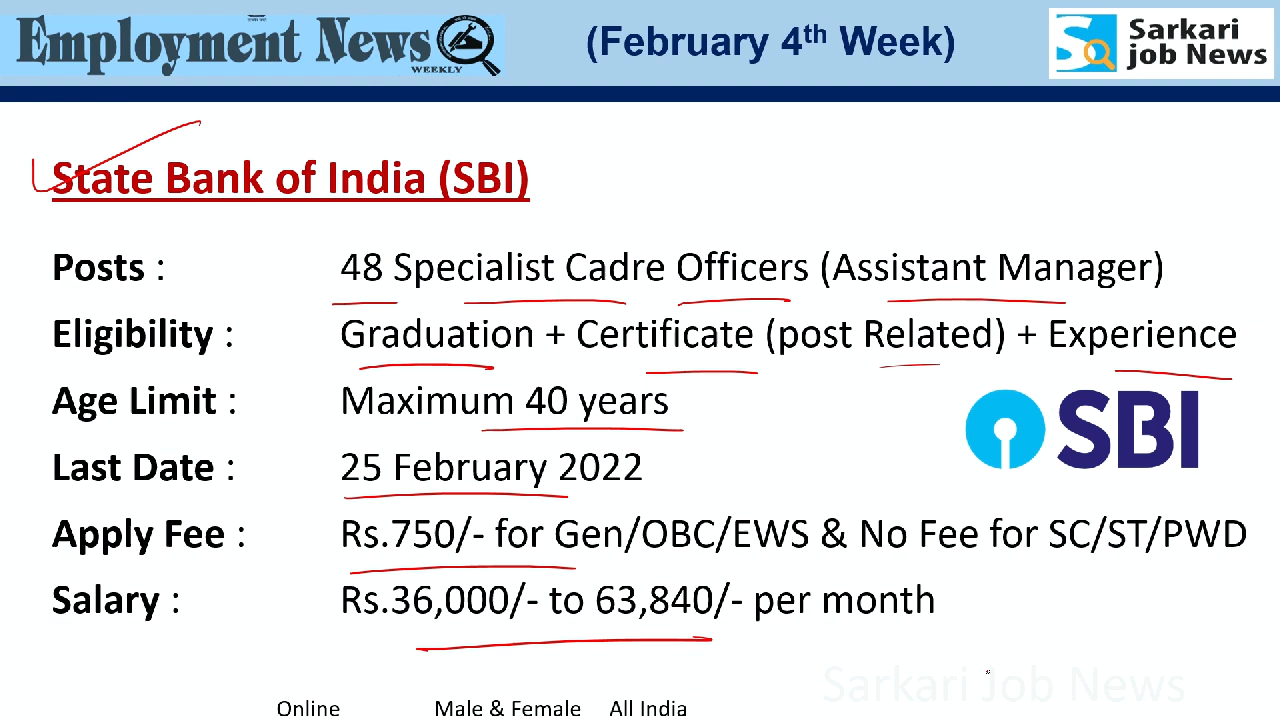 Employment News
WEEKLY
(February 4th Week)
Sarkari
job News
State Bank of India (SBI)
Posts : 48 Specialist Cadre Officers (Assistant Manager)
Eligibility : Graduation + Certificate (post Related) + Experience
Age Limit : Maximum 40 years
SBI
Last Date : 25 February 2022
Apply Fee : Rs.750/- for Gen/OBC/EWS & No Fee for SC/ST/PWD
Salary : Rs.36,000/- to 63,840/- per month
Sarkari Job News
Online Male & Female All India